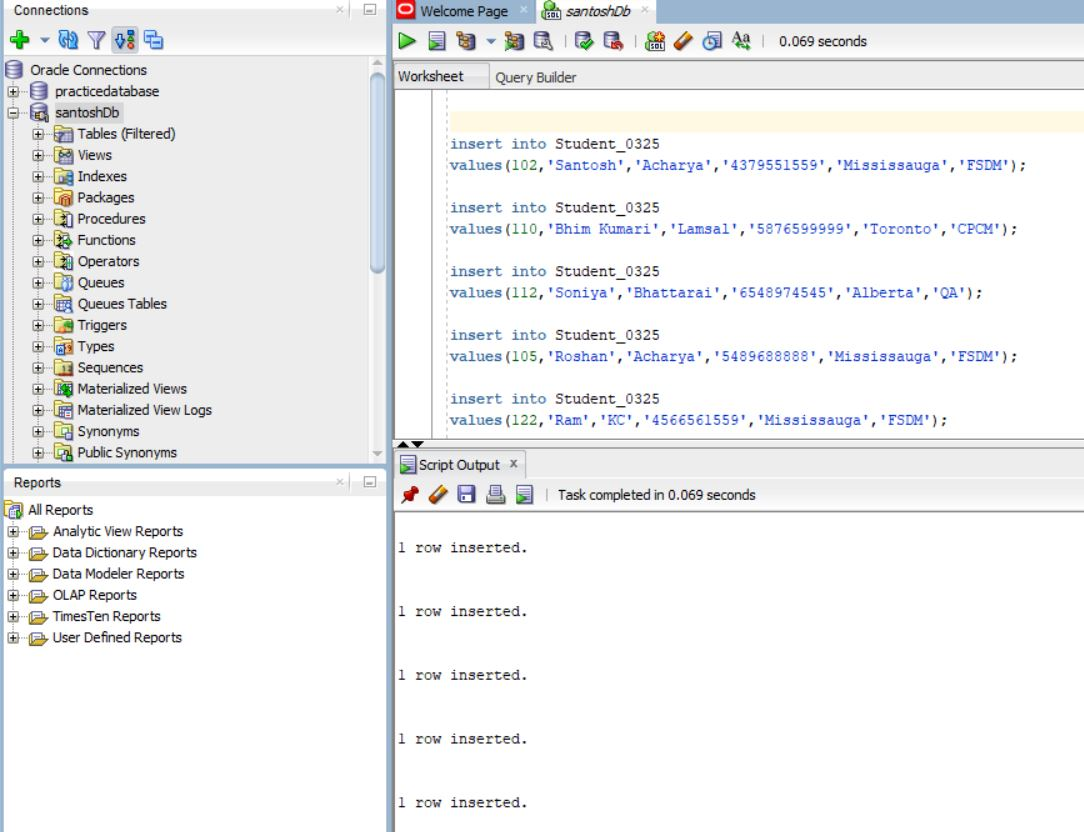 Connections
Oracle Connections
practicedatabase
santoshDb
Tables (Filtered)
Views
Indexes
Packages
Procedures
Functions
Operators
Queues
Queues Tables
Triggers
Types
Sequences
Materialized Views
Materialized View Logs
Synonyms
Public Synonyms
Reports
All Reports
Analytic View Reports
Data Dictionary Reports
Data Modeler Reports
OLAP Reports
TimesTen Reports
User Defined Reports
Welcome Page
santoshDb
0.069 seconds
Worksheet
Query Builder
insert into Student_0325
values(102,'Santosh','Acharya','4379551559','Mississauga','FSDM');
insert into Student_0325
values(110,'Bhim Kumari','Lamsal','5876599999','Toronto','CPCM');
insert into Student_0325
values(112,'Soniya','Bhattarai','6548974545','Alberta','QA');
insert into Student_0325
values(105,'Roshan','Acharya','5489688888','Mississauga','FSDM');
insert into Student_0325
values(122,'Ram','KC','4566561559','Mississauga','FSDM');
Script Output
Task completed in 0.069 seconds
1 row inserted.
1 row inserted.
1 row inserted.
1 row inserted.
1 row inserted.